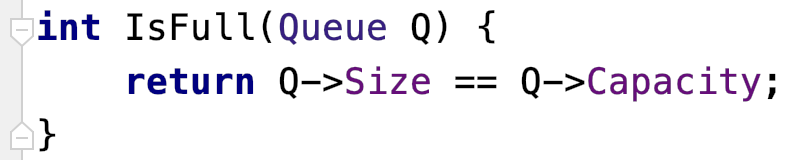 int IsFull(Queue Q) {
    return Q->Size == Q->Capacity;
}